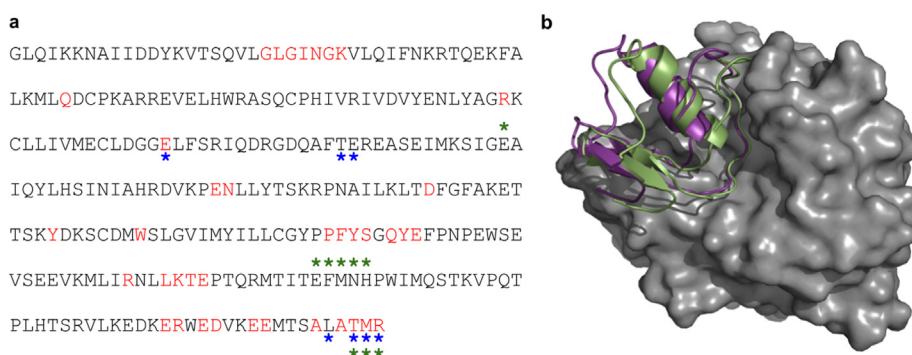 a
b
GLQIKKNAIIDDYKVTSQVLGLGINGKVLQIFNKRTQEKFA
LKMLQDCPKARREVELHWRASQCPHIVRIVDVYENLYAGRK
*
CLLIVMECLDGGELFSRIQDRGDQAFTEREASEIMKSIGEA
* **
IQYLHSINIAHRDVKPENLLYTSKRPNAILKLTDFGFAKET
TSKYDKSCDMWSLGVIMYILLCGYPPFYSGQYEFPNPEWSE
*****
VSEEVKMLIRNLLKTEPTQRMTITEFMNHPWIMQSTKVPQT
PLHTSRVLKEDKERWEDVKEEMTSALATMR
* ***
***